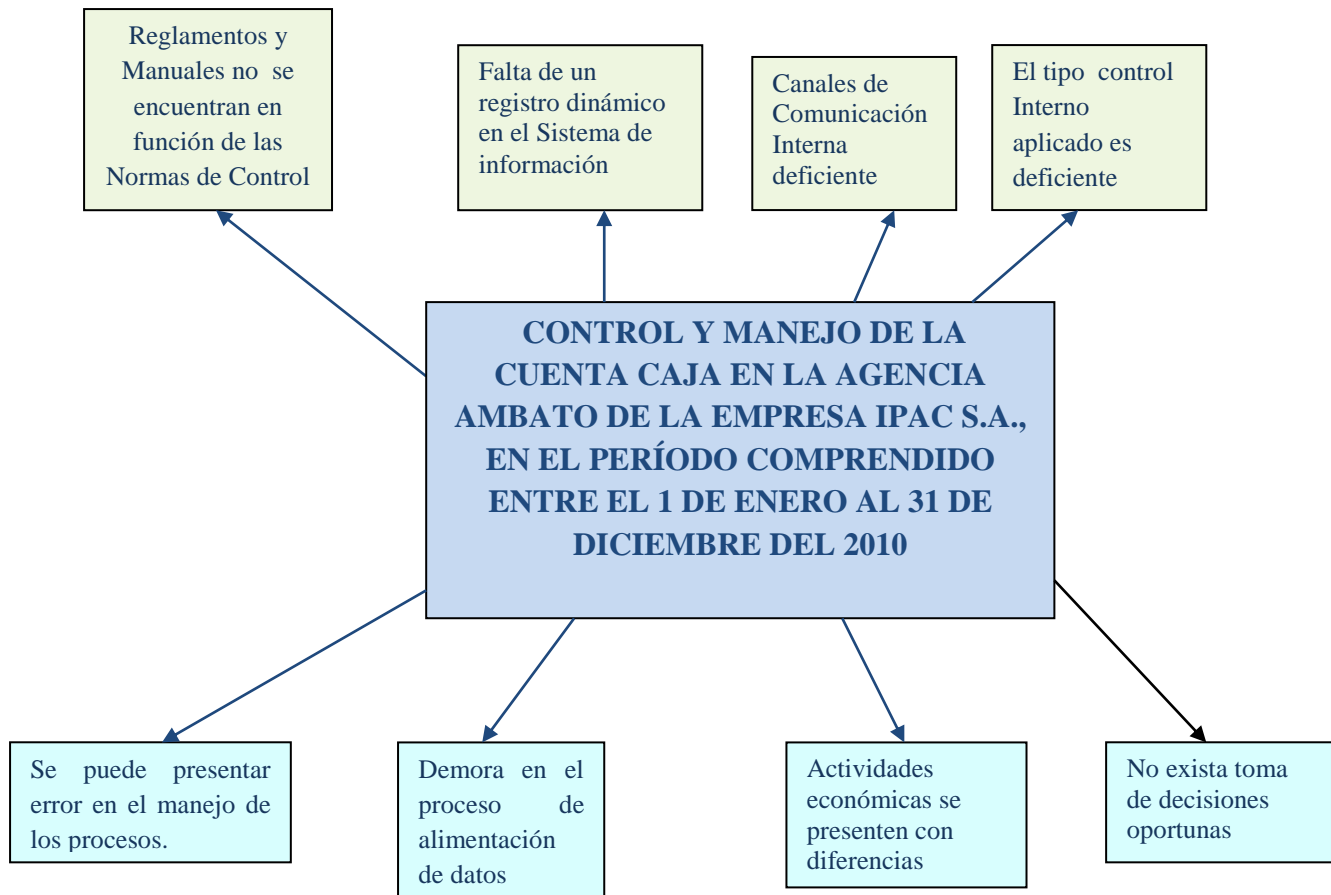 Reglamentos y
Manuales no se
encuentran en
función de las
Normas de Control
Falta de un
registro dinámico
en el Sistema de
información
Canales de
Comunicación
Interna
deficiente
El tipo control
Interno
aplicado es
deficiente
CONTROL Y MANEJO DE LA
CUENTA CAJA EN LA AGENCIA
AMBATO DE LA EMPRESA IPAC S.A.,
EN EL PERÍODO COMPRENDIDO
ENTRE EL 1 DE ENERO AL 31 DE
DICIEMBRE DEL 2010
Se puede presentar
error en el manejo de
los procesos.
Demora en el
proceso de
alimentación
de datos
Actividades
económicas se
presenten con
diferencias
No exista toma
de decisiones
oportunas